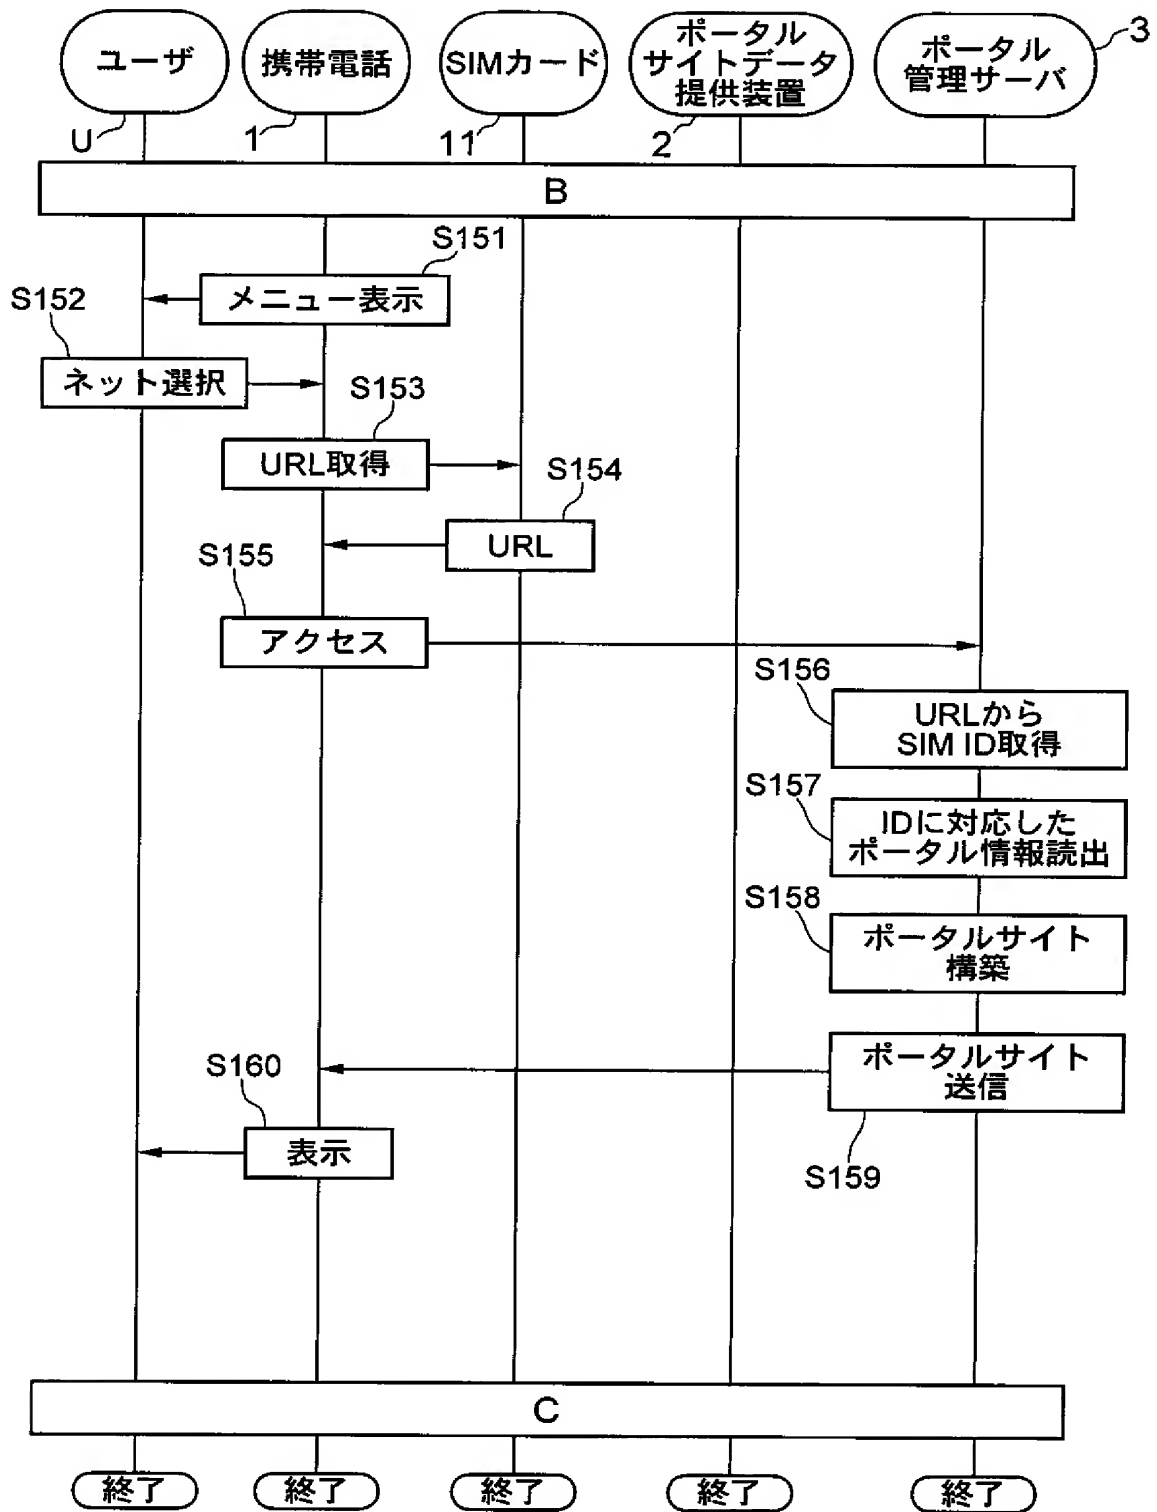 ユーザ
携帯電話
SIMカード
ポータル
サイトデータ
提供装置
ポータル
管理サーバ
3
U
1
11
2
B
S151
メニュー表示
S152
ネット選択
S153
URL取得
S154
URL
S155
アクセス
S156
URLから
SIM ID取得
S157
IDに対応した
ポータル情報読出
S158
ポータルサイト
構築
ポータルサイト
送信
S159
S160
表示
C
終了
終了
終了
終了
終了